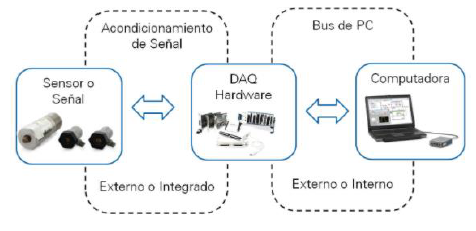 Acondicionamiento
de Señal
Bus de PC
Sensor o
Señal
DAQ
Hardware
Computadora
Externo o Integrado
Externo o Interno